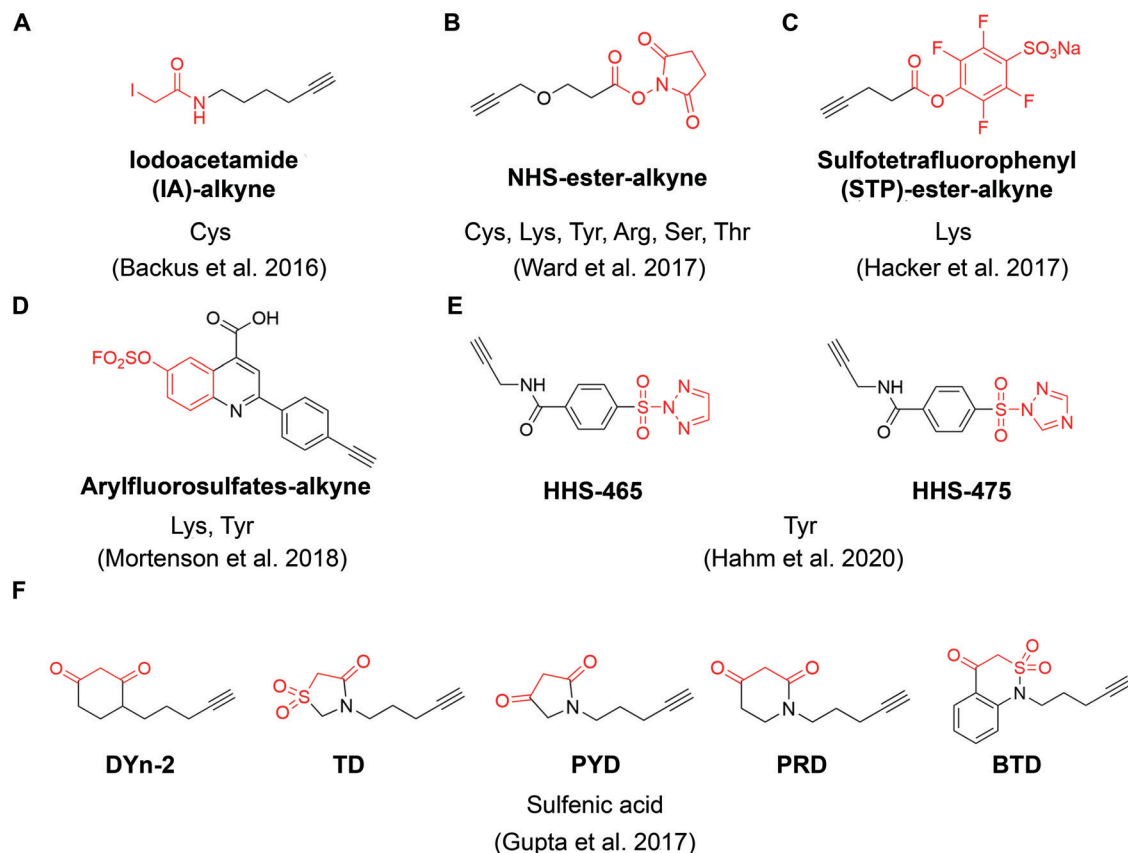 A
B
C
I
O
N
H
O
O
O
N
O
O
O
O
F
F
SO₃Na
F
F
Iodoacetamide
(IA)-alkyne
NHS-ester-alkyne
Sulfotetrafluorophenyl
(STP)-ester-alkyne
Cys
(Backus et al. 2016)
Cys, Lys, Tyr, Arg, Ser, Thr
(Ward et al. 2017)
Lys
(Hacker et al. 2017)
D
E
O
OH
FO₂SO
N
NH
O
O
S
O
N
N
N
NH
O
O
S
O
N
N
N
Arylfluorosulfates-alkyne
HHS-465
HHS-475
Lys, Tyr
(Mortenson et al. 2018)
Tyr
(Hahm et al. 2020)
F
O
O
O
O
S
O
N
O
O
N
O
O
N
O
O
S
O
N
DYn-2
TD
PYD
PRD
BTD
Sulfenic acid
(Gupta et al. 2017)